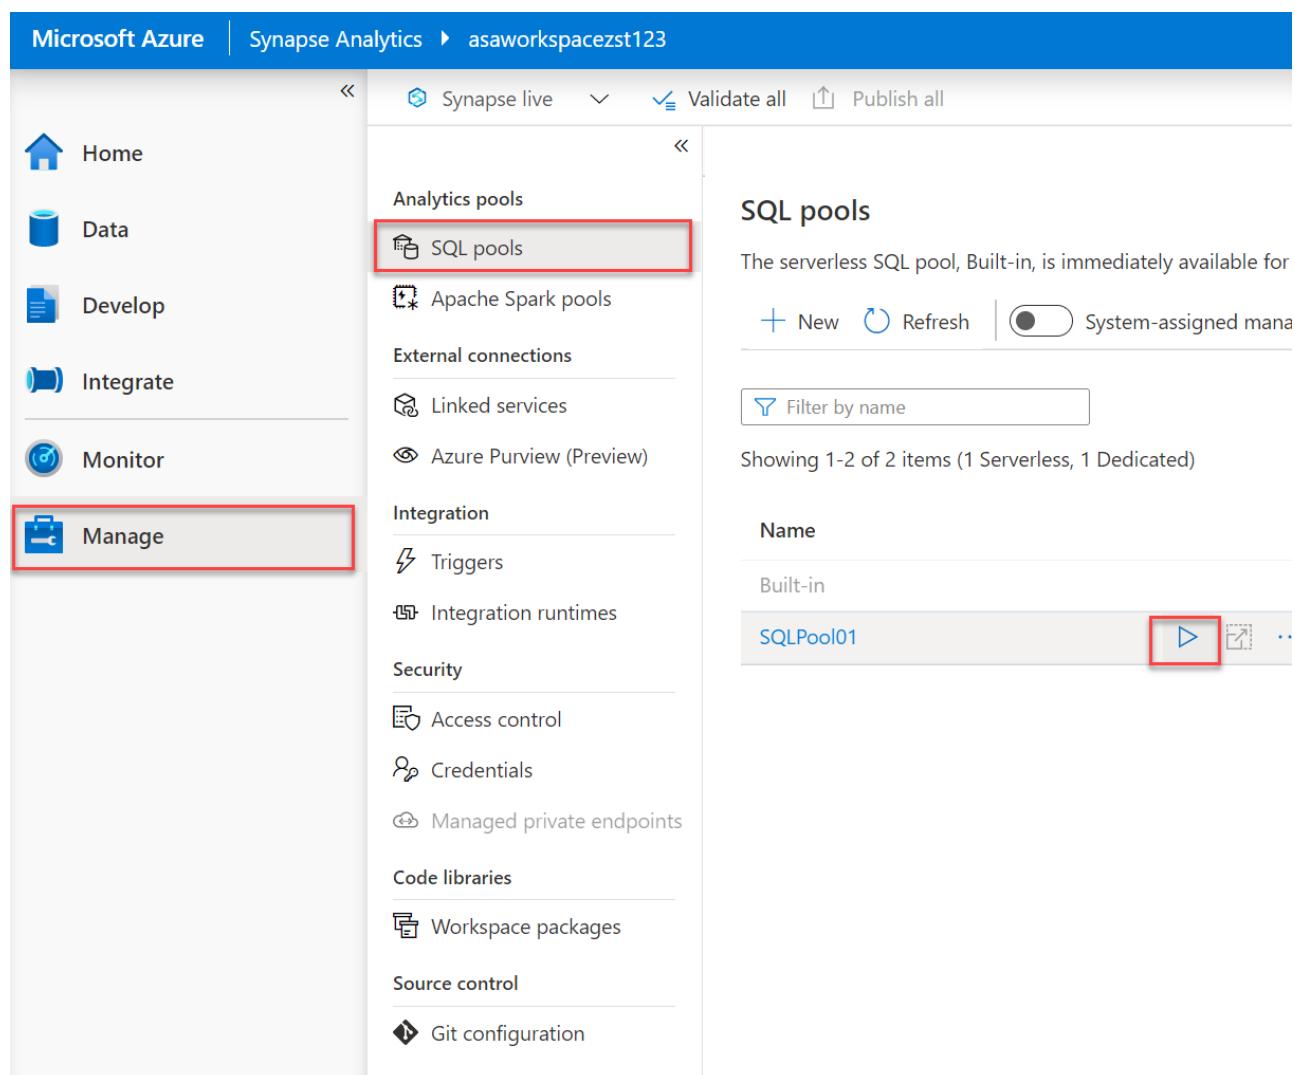 Microsoft Azure Synapse Analytics asaworkspacezst123
Synapse live Validate all Publish all
Home
Data
Develop
Integrate
Monitor
Manage
Analytics pools
SQL pools
Apache Spark pools
External connections
Linked services
Azure Purview (Preview)
Integration
Triggers
Integration runtimes
Security
Access control
Credentials
Managed private endpoints
Code libraries
Workspace packages
Source control
Git configuration
SQL pools
The serverless SQL pool, Built-in, is immediately available for
New Refresh System-assigned mana
Filter by name
Showing 1-2 of 2 items (1 Serverless, 1 Dedicated)
Name
Built-in
SQLPool01